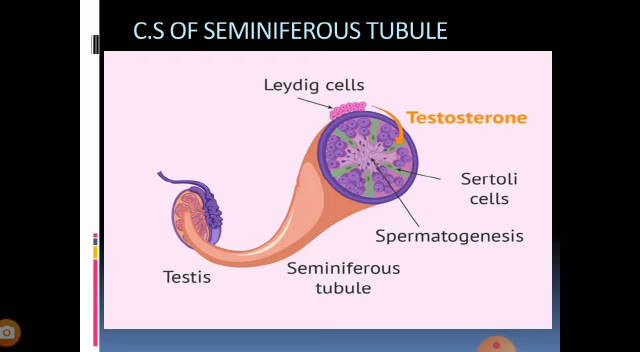 C.S OF SEMINIFEROUS TUBULE
Leydig cells
Testosterone
Sertoli
cells
Spermatogenesis
Seminiferous
tubule
Testis